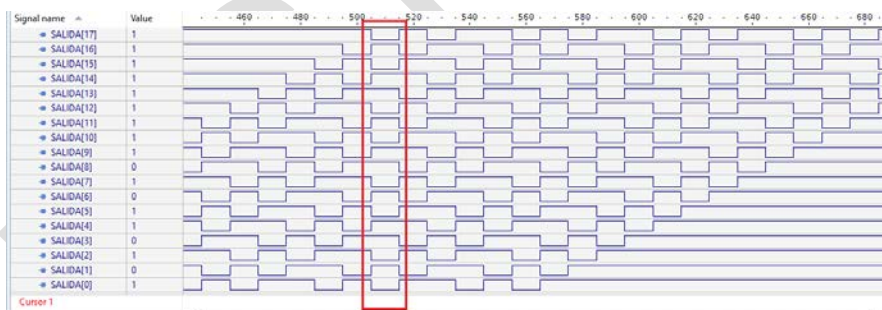 Signal name Value 460 480 500 520 540 560 580 600 620 640 660 680
SALIDA[17] 1
SALIDA[16] 1
SALIDA[15] 1
SALIDA[14] 1
SALIDA[13] 1
SALIDA[12] 1
SALIDA[11] 1
SALIDA[10] 1
SALIDA[9] 1
SALIDA[8] 0
SALIDA[7] 1
SALIDA[6] 0
SALIDA[5] 1
SALIDA[4] 1
SALIDA[3] 0
SALIDA[2] 1
SALIDA[1] 0
SALIDA[0] 1
Cursor 1